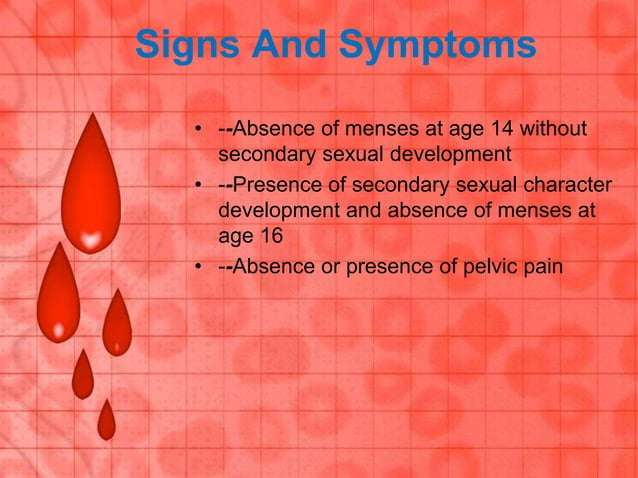 Signs And Symptoms
• --Absence of menses at age 14 without
secondary sexual development
• --Presence of secondary sexual character
development and absence of menses at
age 16
• --Absence or presence of pelvic pain